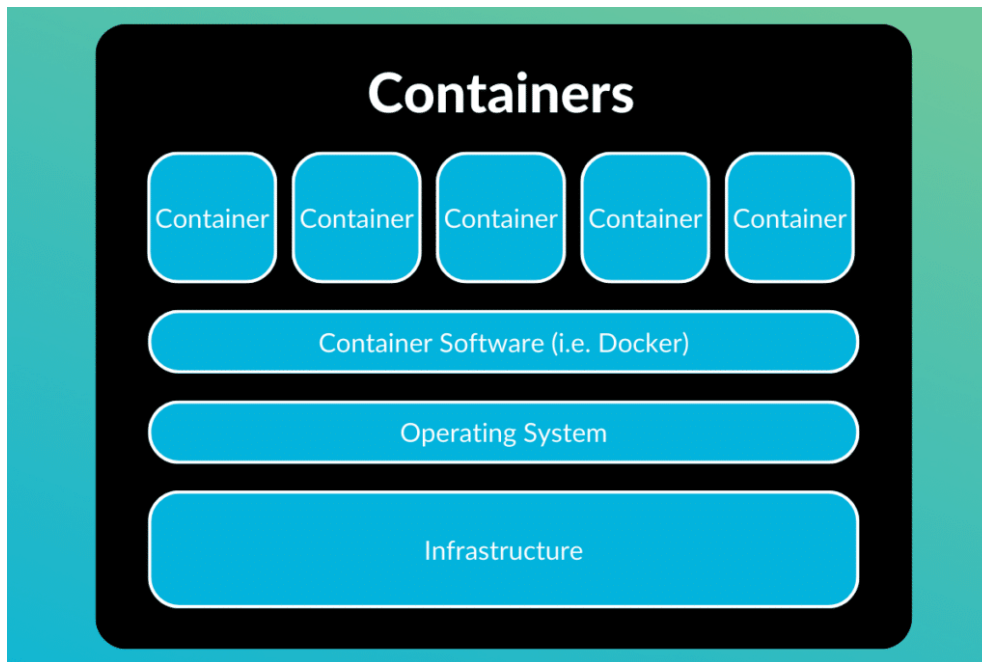 Containers
Container Container Container Container Container
Container Software (i.e. Docker)
Operating System
Infrastructure